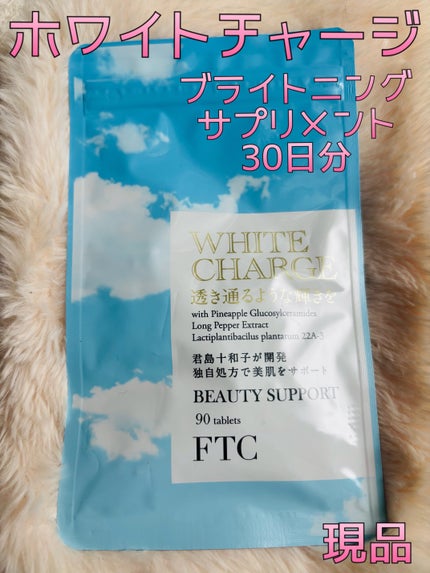 ホワイトチャージ
ブライトニング
サプリメント
30日分
WHITE
CHARGE
透き通るような輝きを
with Pineapple Glucosylceramides
Long Pepper Extract
Lactiplantibacillus plantarum 22A-3
君島十和子が開発
独自処方で美肌をサポート
BEAUTY SUPPORT
90 tablets
FTC
現品